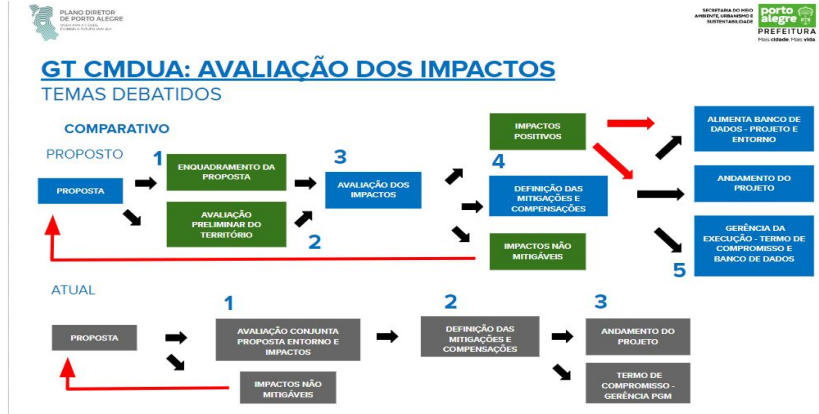 PLANO DIRETOR
DE PORTO ALEGRE
SECRETARIA DO MEIO
AMBIENTE, URBANISMO E
SUSTENTABILIDADE
porto
alegre
PREFEITURA
Mais cidade. Mais vida.
GT CMDUA: AVALIAÇÃO DOS IMPACTOS
TEMAS DEBATIDOS
COMPARATIVO
PROPOSTO
PROPOSTA
1
ENQUADRAMENTO DA
PROPOSTA
AVALIAÇÃO
PRELIMINAR DO
TERRITÓRIO
2
3
AVALIAÇÃO DOS
IMPACTOS
IMPACTOS
POSITIVOS
4
DEFINIÇÃO DAS
MITIGAÇÕES E
COMPENSAÇÕES
IMPACTOS NÃO
MITIGÁVEIS
ALIMENTA BANCO DE
DADOS - PROJETO E
ENTORNO
ANDAMENTO DO
PROJETO
GERÊNCIA DA
EXECUÇÃO - TERMO DE
COMPROMISSO E
BANCO DE DADOS
5
ATUAL
PROPOSTA
1
AVALIAÇÃO CONJUNTA
PROPOSTA ENTORNO E
IMPACTOS
IMPACTOS NÃO
MITIGÁVEIS
2
DEFINIÇÃO DAS
MITIGAÇÕES E
COMPENSAÇÕES
3
ANDAMENTO DO
PROJETO
TERMO DE
COMPROMISSO -
GERÊNCIA PGM